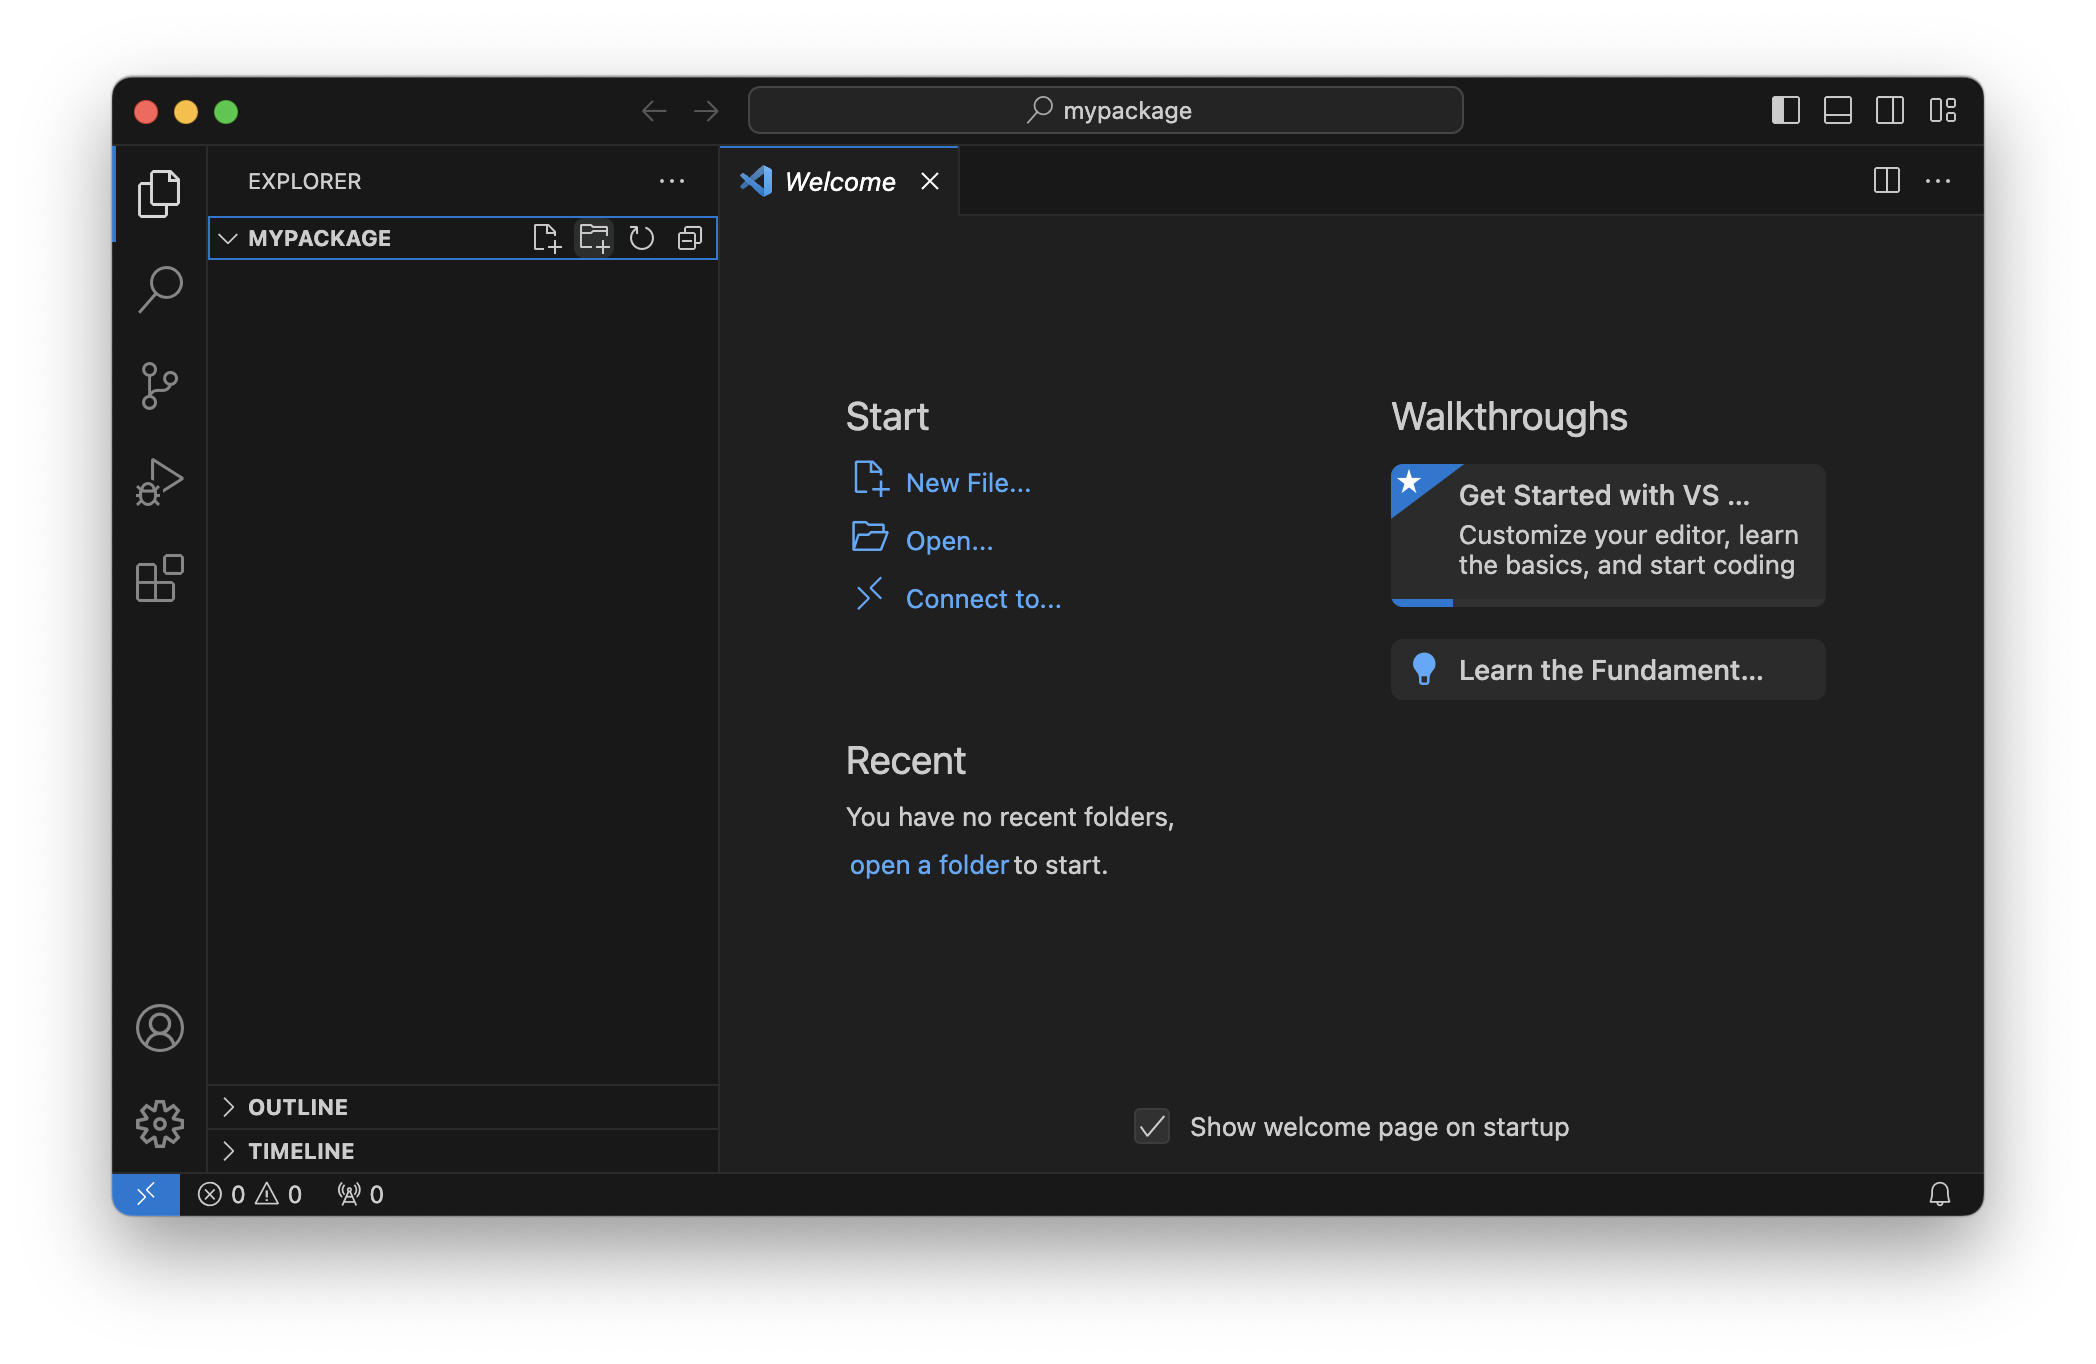 mypackage
EXPLORER
Welcome
MYPACKAGE
Start
New File...
Open...
Connect to...
Walkthroughs
Get Started with VS ...
Customize your editor, learn
the basics, and start coding
Learn the Fundament...
Recent
You have no recent folders,
open a folder to start.
OUTLINE
TIMELINE
Show welcome page on startup
0 0 0